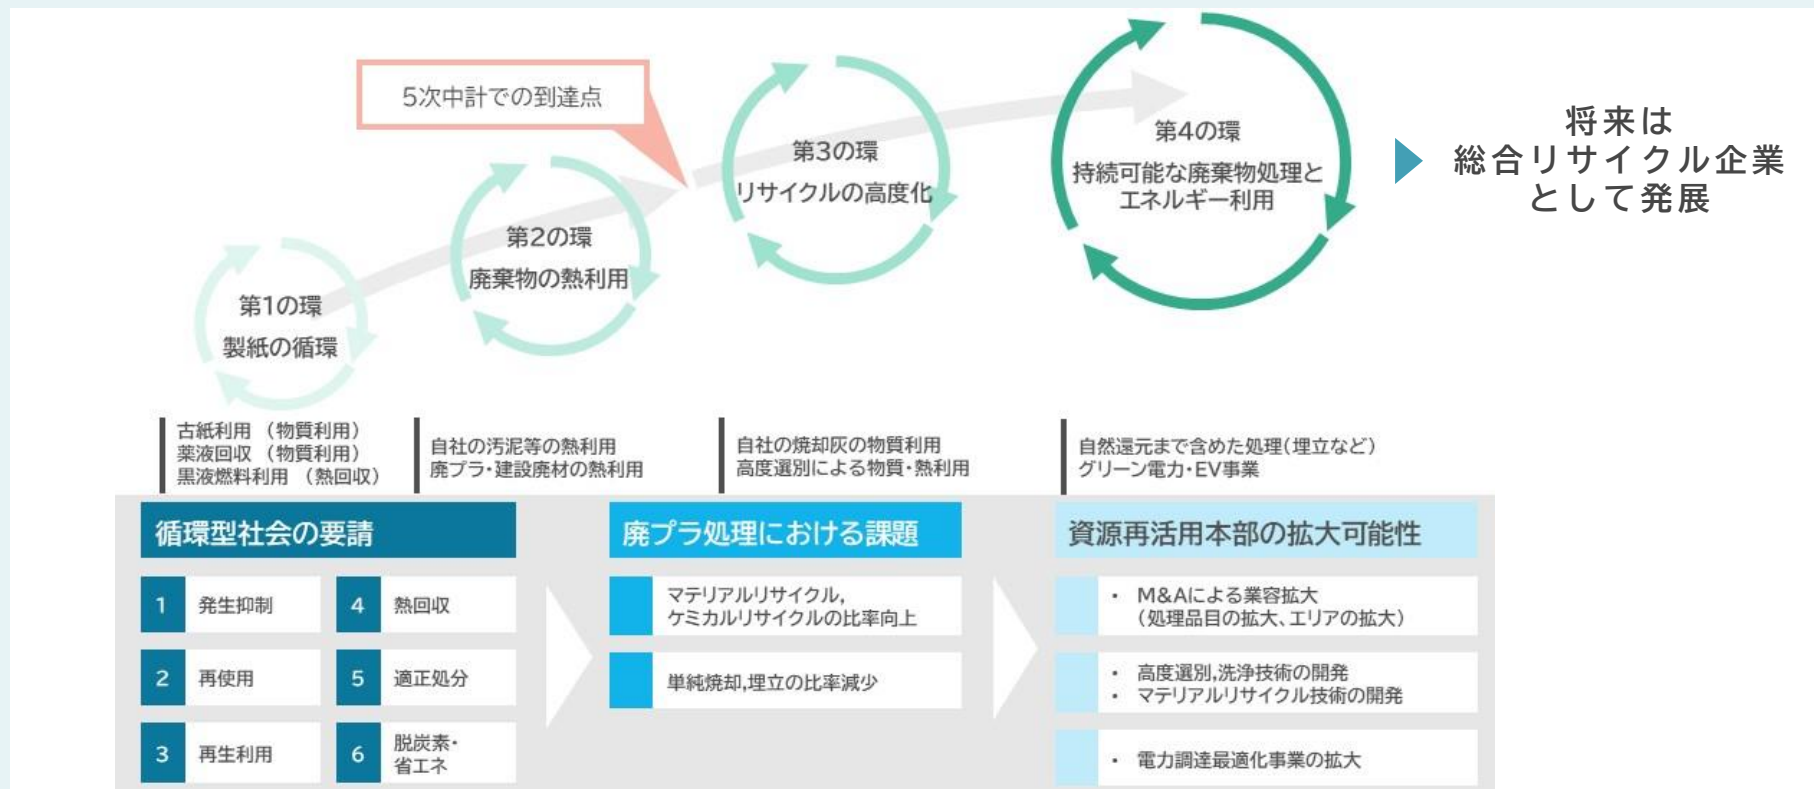 5次中計での到達点
第1の環
製紙の循環
第2の環
廃棄物の熱利用
第3の環
リサイクルの高度化
第4の環
持続可能な廃棄物処理と
エネルギー利用
将来は
総合リサイクル企業
として発展
古紙利用 （物質利用）
薬液回収 （物質利用）
黒液燃料利用 （熱回収）
自社の汚泥等の熱利用
廃プラ・建設廃材の熱利用
自社の焼却灰の物質利用
高度選別による物質・熱利用
自然還元まで含めた処理(埋立など)
グリーン電力・EV事業
循環型社会の要請
1 発生抑制
2 再使用
3 再生利用
4 熱回収
5 適正処分
6 脱炭素・
省エネ
廃プラ処理における課題
マテリアルリサイクル,
ケミカルリサイクルの比率向上
単純焼却,埋立の比率減少
資源再活用本部の拡大可能性
・ M&Aによる業容拡大
（処理品目の拡大、エリアの拡大）
・ 高度選別,洗浄技術の開発
・ マテリアルリサイクル技術の開発
・ 電力調達最適化事業の拡大